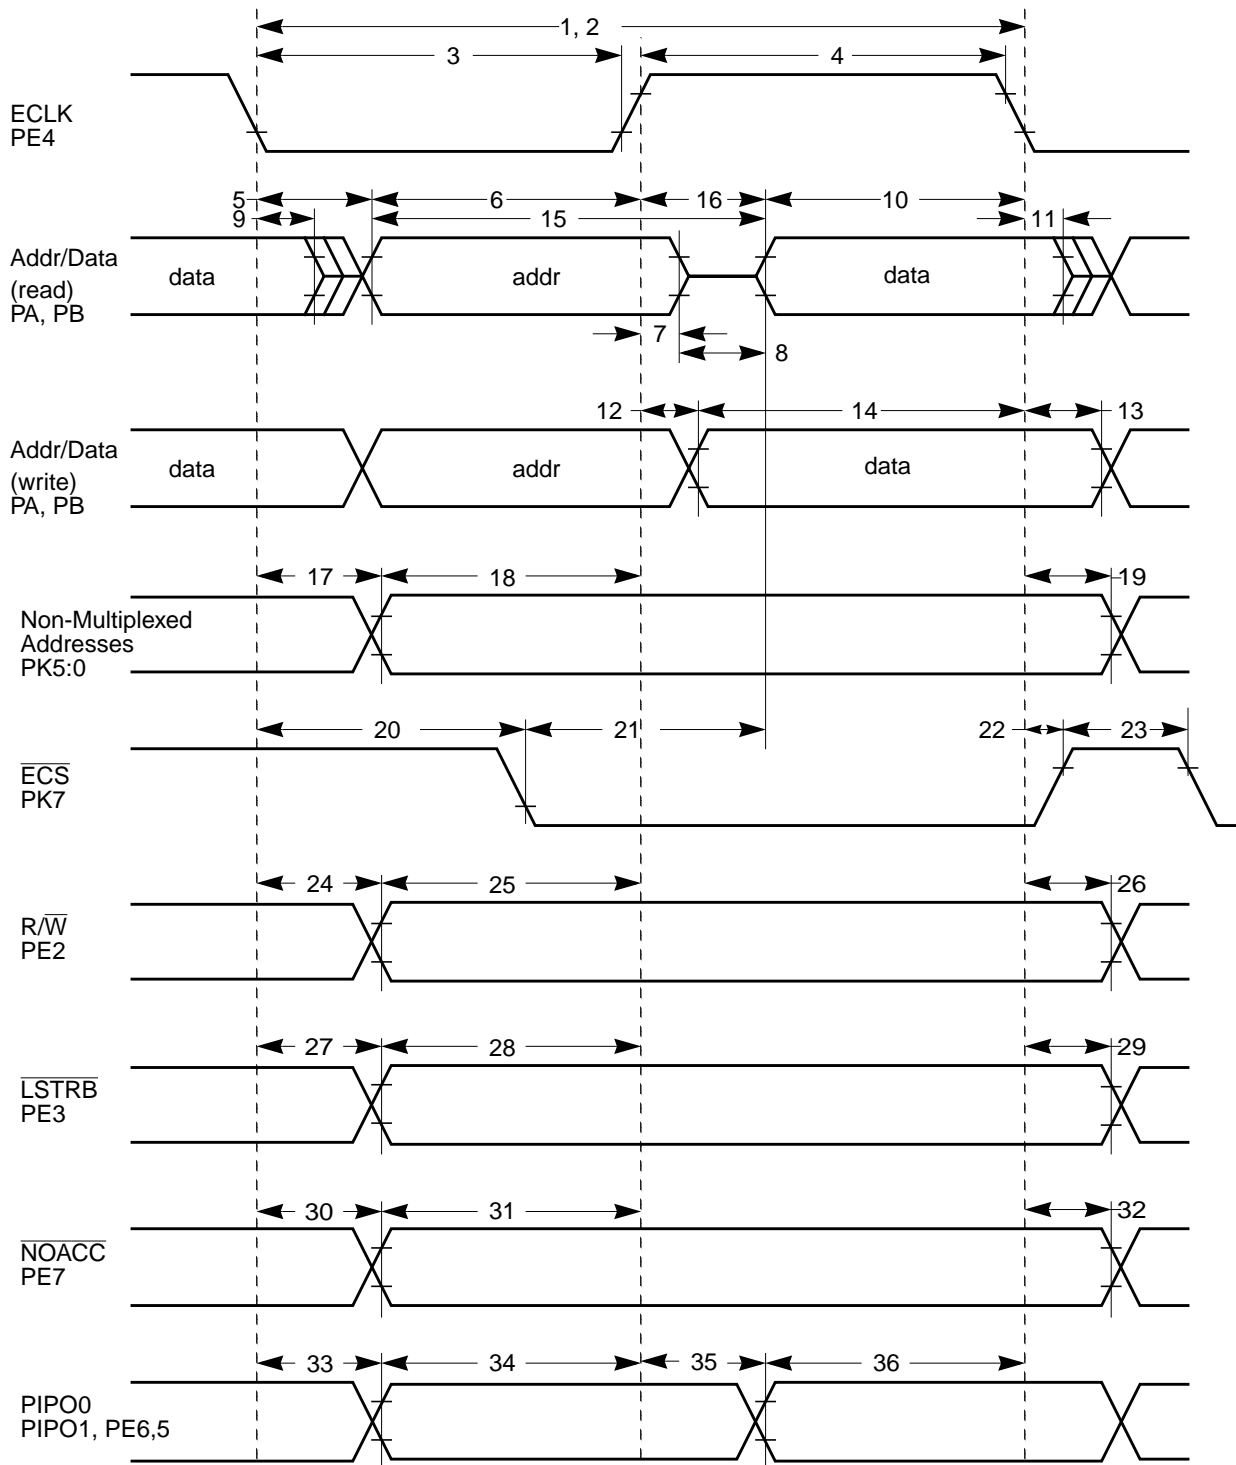 1, 2
3 4
ECLK
PE4
5 6 16 10
9 15 11
Addr/Data
(read)
PA, PB
data addr data
7
8
12 14 13
Addr/Data
(write)
PA, PB
data addr data
17 18 19
Non-Multiplexed
Addresses
PK5:0
20 21 22 23
ECS
PK7
24 25 26
R/W
PE2
27 28 29
LSTRB
PE3
30 31 32
NOACC
PE7
33 34 35 36
PIPO0
PIPO1, PE6,5